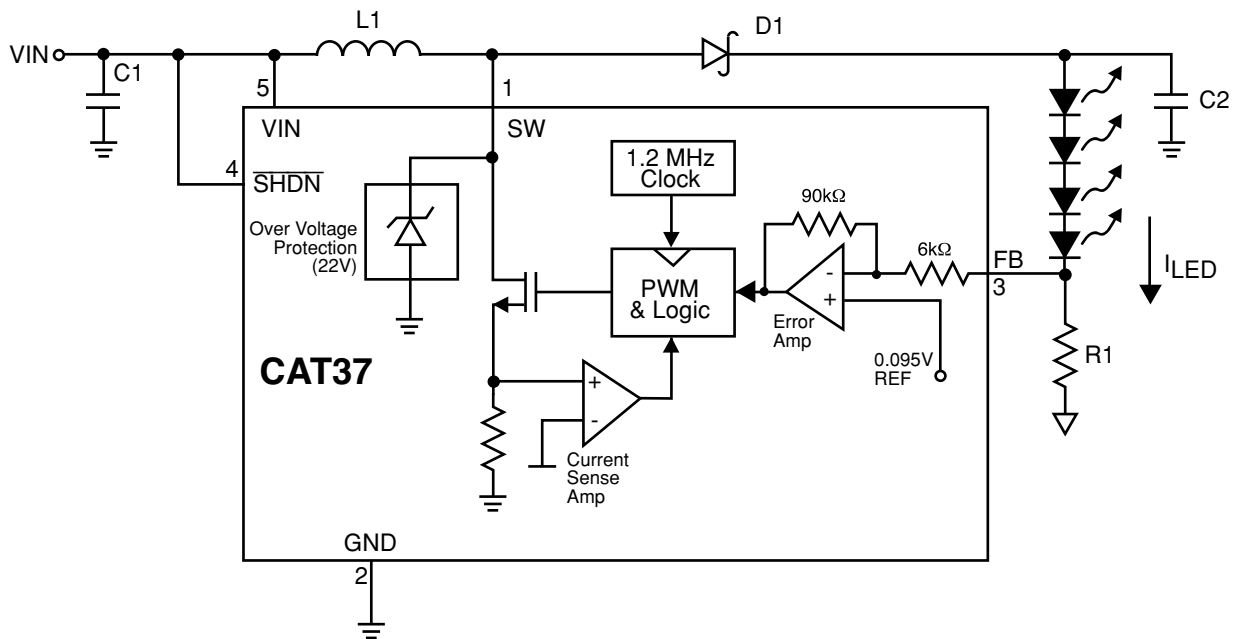 L1
D1
VIN
C1
5
1
C2
VIN
SW
4
SHDN
1.2 MHz
Clock
90kΩ
Over Voltage
Protection
(22V)
6kΩ
FB
3
ILED
PWM
& Logic
-
+
Error
Amp
CAT37
0.095V
REF
R1
+
-
Current
Sense
Amp
GND
2